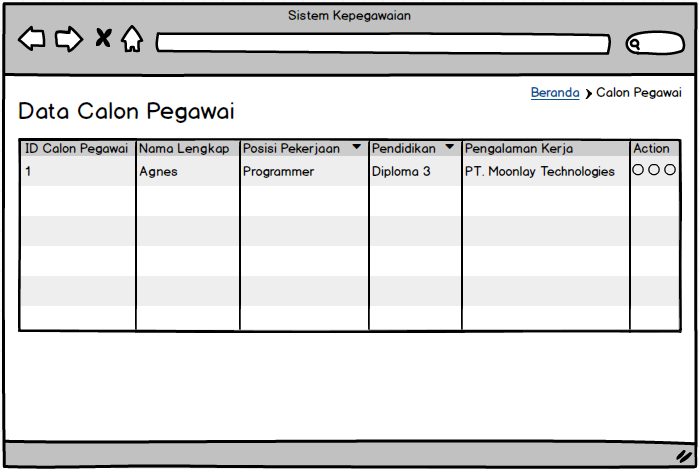 Sistem Kepegawaian
Beranda Calon Pegawai
Data Calon Pegawai
ID Calon Pegawai Nama Lengkap Posisi Pekerjaan Pendidikan Pengalaman Kerja Action
1 Agnes Programmer Diploma 3 PT. Moonlay Technologies